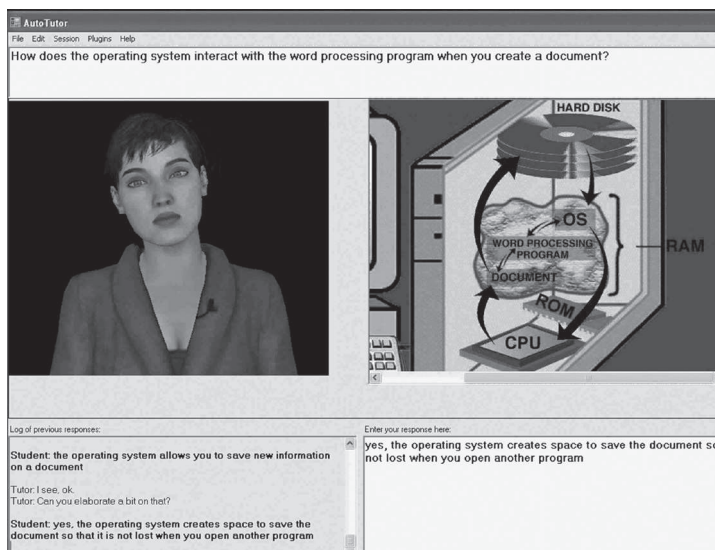 AutoTutor
File Edit Session Plugins Help
How does the operating system interact with the word processing program when you create a document?
HARD DISK
OS
WORD PROCESSING
PROGRAM
DOCUMENT
RAM
ROM
CPU
Log of previous responses:
Student: the operating system allows you to save new information
on a document
Tutor: I see, ok.
Tutor: Can you elaborate a bit on that?
Student: yes, the operating system creates space to save the
document so that it is not lost when you open another program
Enter your response here:
yes, the operating system creates space to save the document
not lost when you open another program